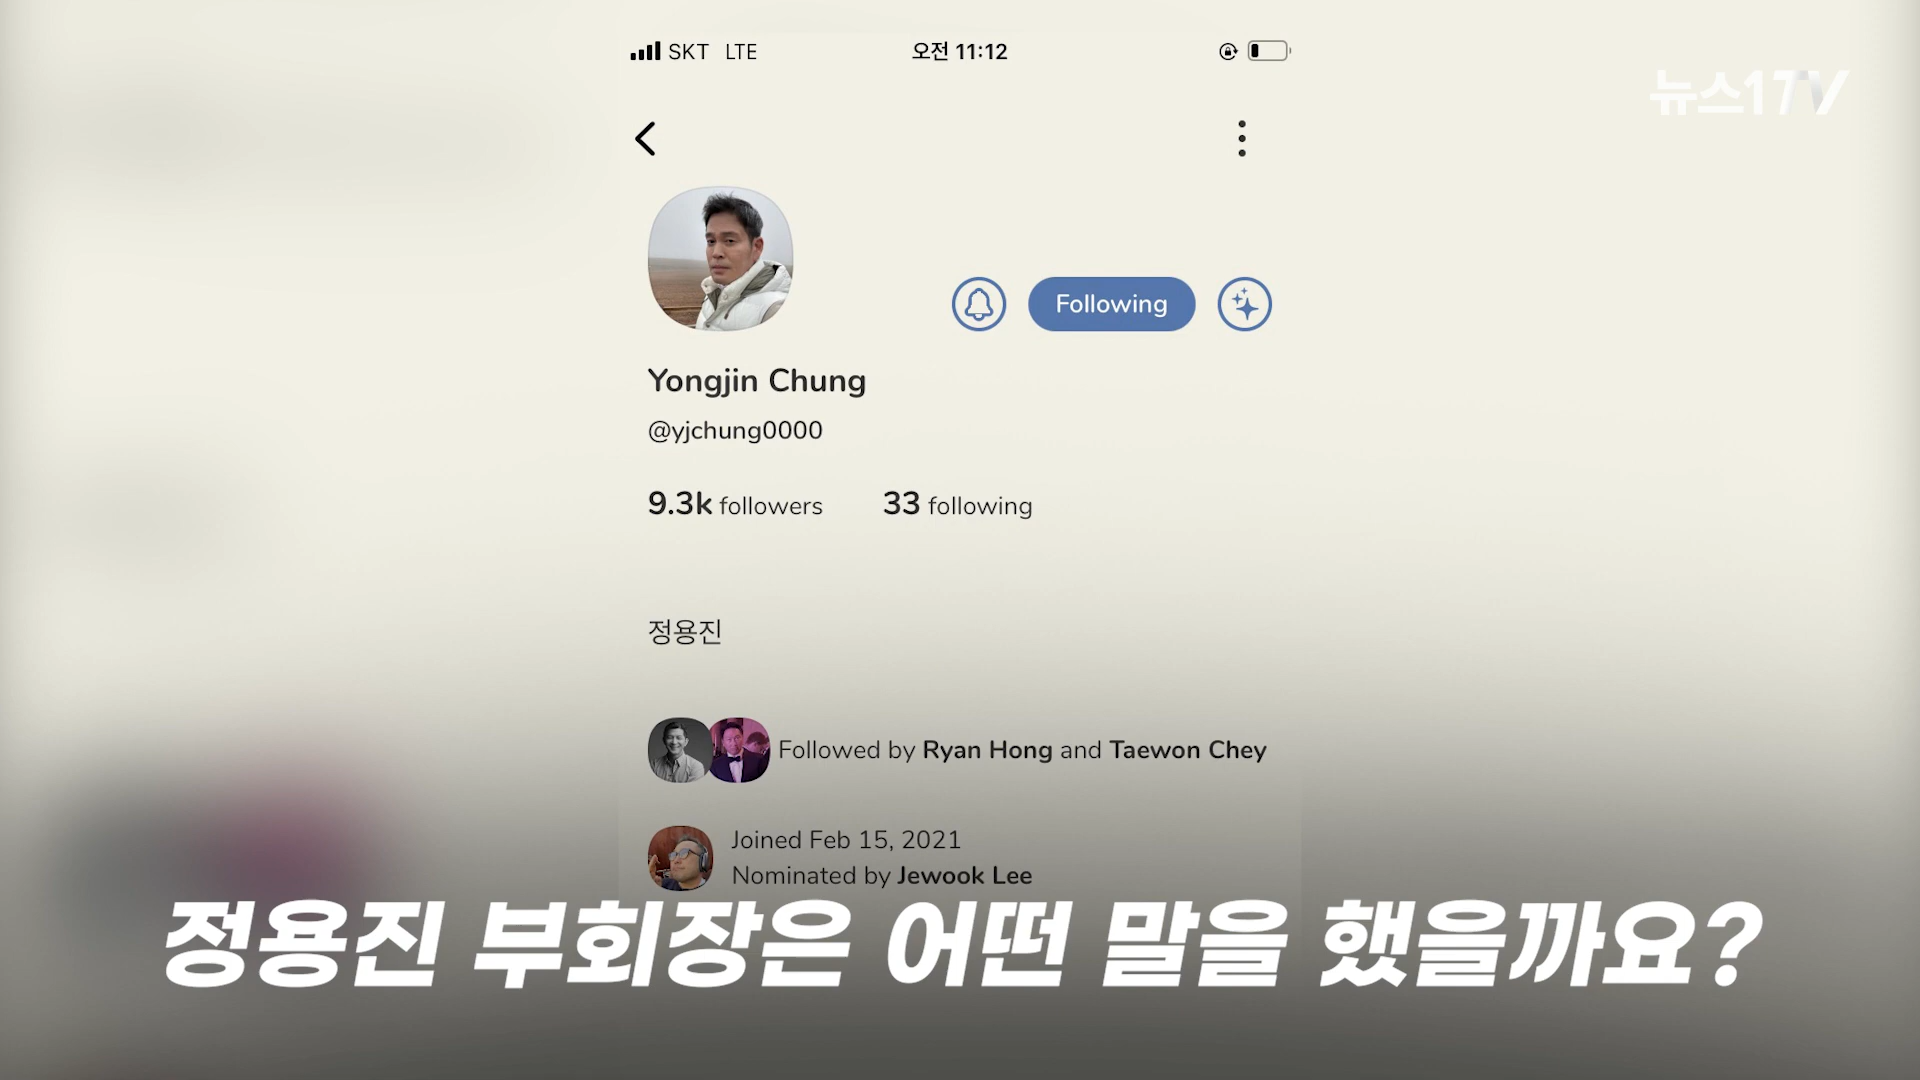 SKT LTE 오전 11:12
뉴스1TV
Following
Yongjin Chung
@yjchung0000
9.3k followers 33 following
정용진
Followed by Ryan Hong and Taewon Chey
Joined Feb 15, 2021
Nominated by Jewook Lee
정용진 부회장은 어떤 말을 했을까요?